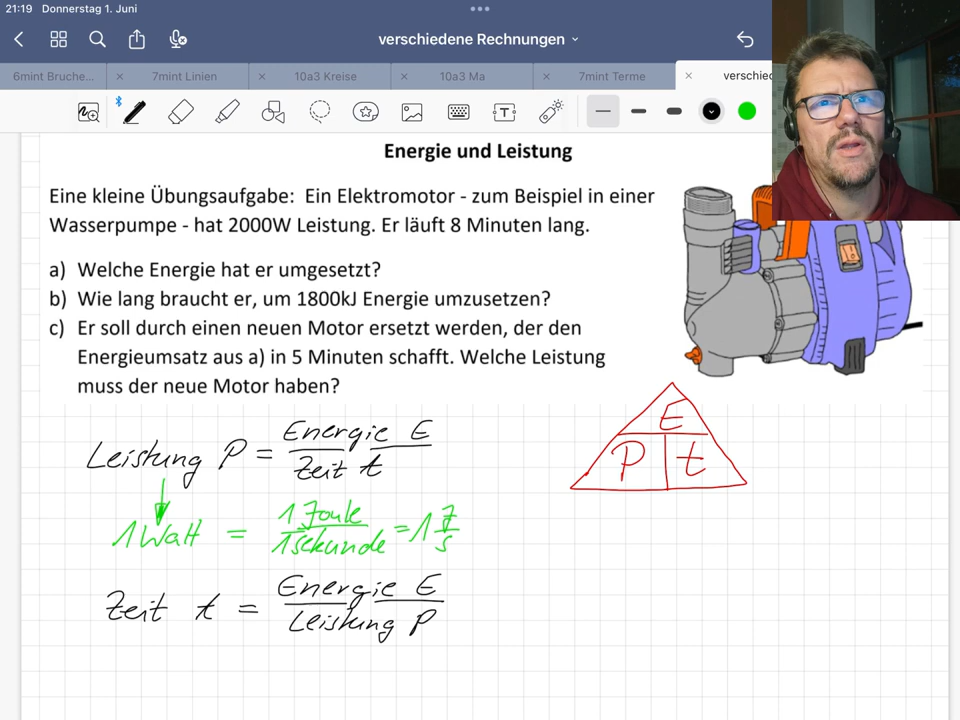 21:19 Donnerstag 1. Juni
verschiedene Rechnungen
6mint Bruche... 7mint Linien 10a3 Kreise 10a3 Ma 7mint Terme verschied
Energie und Leistung
Eine kleine Übungsaufgabe: Ein Elektromotor - zum Beispiel in einer
Wasserpumpe - hat 2000W Leistung. Er läuft 8 Minuten lang.
a) Welche Energie hat er umgesetzt?
b) Wie lang braucht er, um 1800kJ Energie umzusetzen?
c) Er soll durch einen neuen Motor ersetzt werden, der den
Energieumsatz aus a) in 5 Minuten schafft. Welche Leistung
muss der neue Motor haben?
Leistung P = Energie E / Zeit t
E
P t
1 Watt = 1 Joule / 1 Sekunde = 1 J/s
Zeit t = Energie E / Leistung P